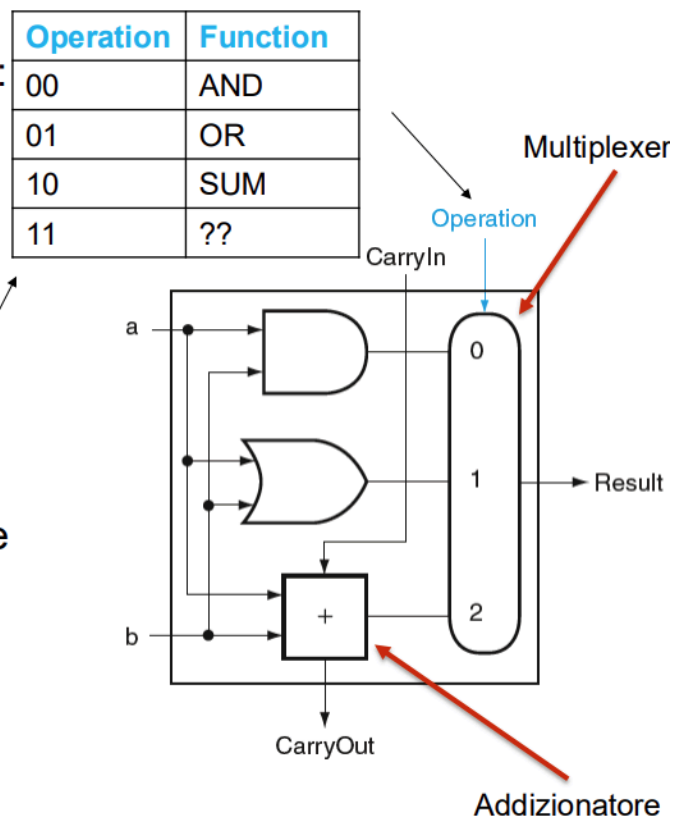 Operation Function
:
00 AND
01 OR
10 SUM
11 ??
Multiplexer
Operation
CarryIn
a
0
1
Result
e
2
+
b
CarryOut
Addizionatore